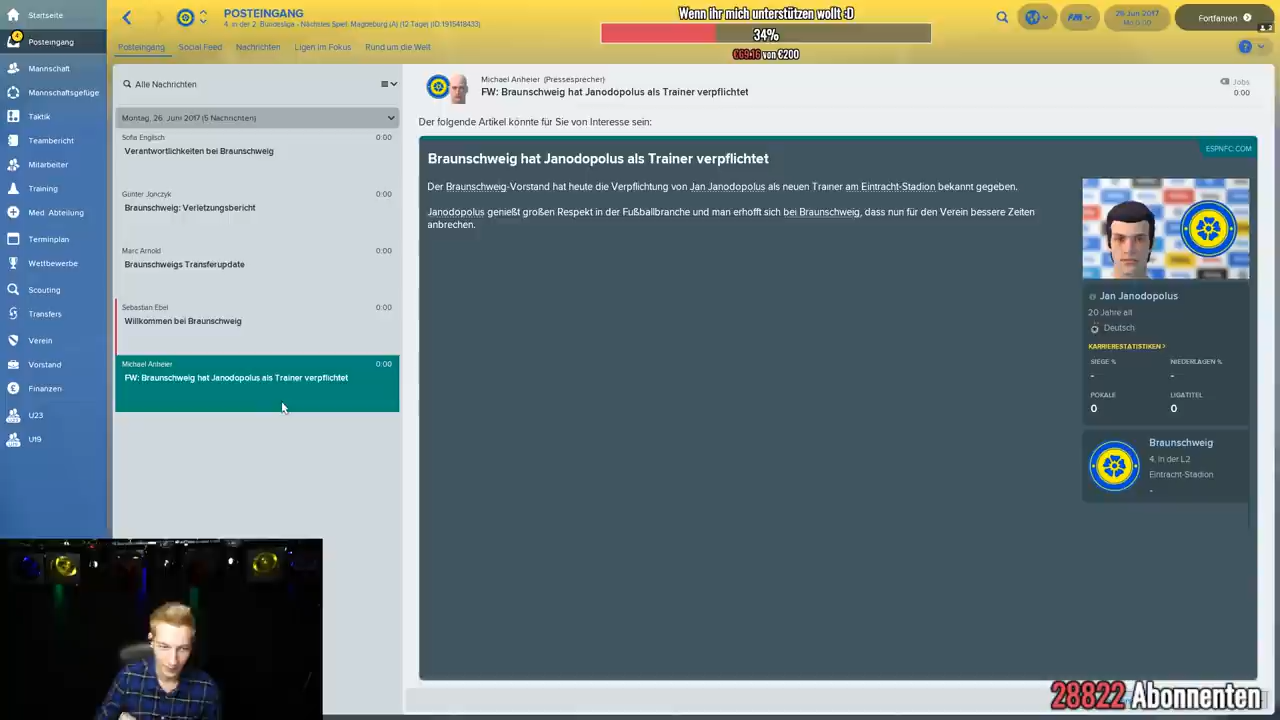 POSTEINGANG
4. in der 2. Bundesliga - Nächstes Spiel: Magdeburg (A) (12 Tage) (ID:1915418433)
Wenn ihr mich unterstützen wollt :D
34%
€69.16 von €200
Fortfahren
Posteingang
Social Feed
Nachrichten
Ligen im Fokus
Rund um die Welt
Startseite
4
Posteingang
Mannschaft
Mannschaftsgefüge
Taktik
Teambericht
Mitarbeiter
Training
Med. Abteilung
Terminplan
Wettbewerbe
Scouting
Transfers
Verein
Vorstand
Finanzen
U23
U19
Alle Nachrichten
Montag, 26. Juni 2017 (5 Nachrichten)
Sofia Englisch 0:00
Verantwortlichkeiten bei Braunschweig
Günter Jonczyk 0:00
Braunschweig: Verletzungsbericht
Marc Arnold 0:00
Braunschweigs Transferupdate
Sebastian Ebel 0:00
Willkommen bei Braunschweig
Michael Anheier 0:00
FW: Braunschweig hat Janodopolus als Trainer verpflichtet
Michael Anheier (Pressesprecher)
FW: Braunschweig hat Janodopolus als Trainer verpflichtet
Jobs
0:00
Der folgende Artikel könnte für Sie von Interesse sein:
ESPNFC.COM
Braunschweig hat Janodopolus als Trainer verpflichtet
Der Braunschweig-Vorstand hat heute die Verpflichtung von Jan Janodopolus als neuen Trainer am Eintracht-Stadion bekannt gegeben.
Janodopolus genießt großen Respekt in der Fußballbranche und man erhofft sich bei Braunschweig, dass nun für den Verein bessere Zeiten
anbrechen.
Jan Janodopolus
20 Jahre alt
Deutsch
KARRIERESTATISTIKEN >
SIEGE % NIEDERLAGEN %
- -
POKALE LIGATITEL
0 0
Braunschweig
4. in der L2
Eintracht-Stadion
-
28822 Abonnenten